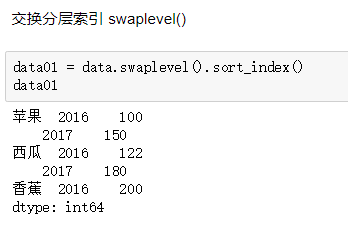 交换分层索引 swaplevel()
data01 = data.swaplevel().sort_index()
data01
苹果  2016    100
    2017    150
西瓜  2016    122
    2017    180
香蕉  2016    200
dtype: int64